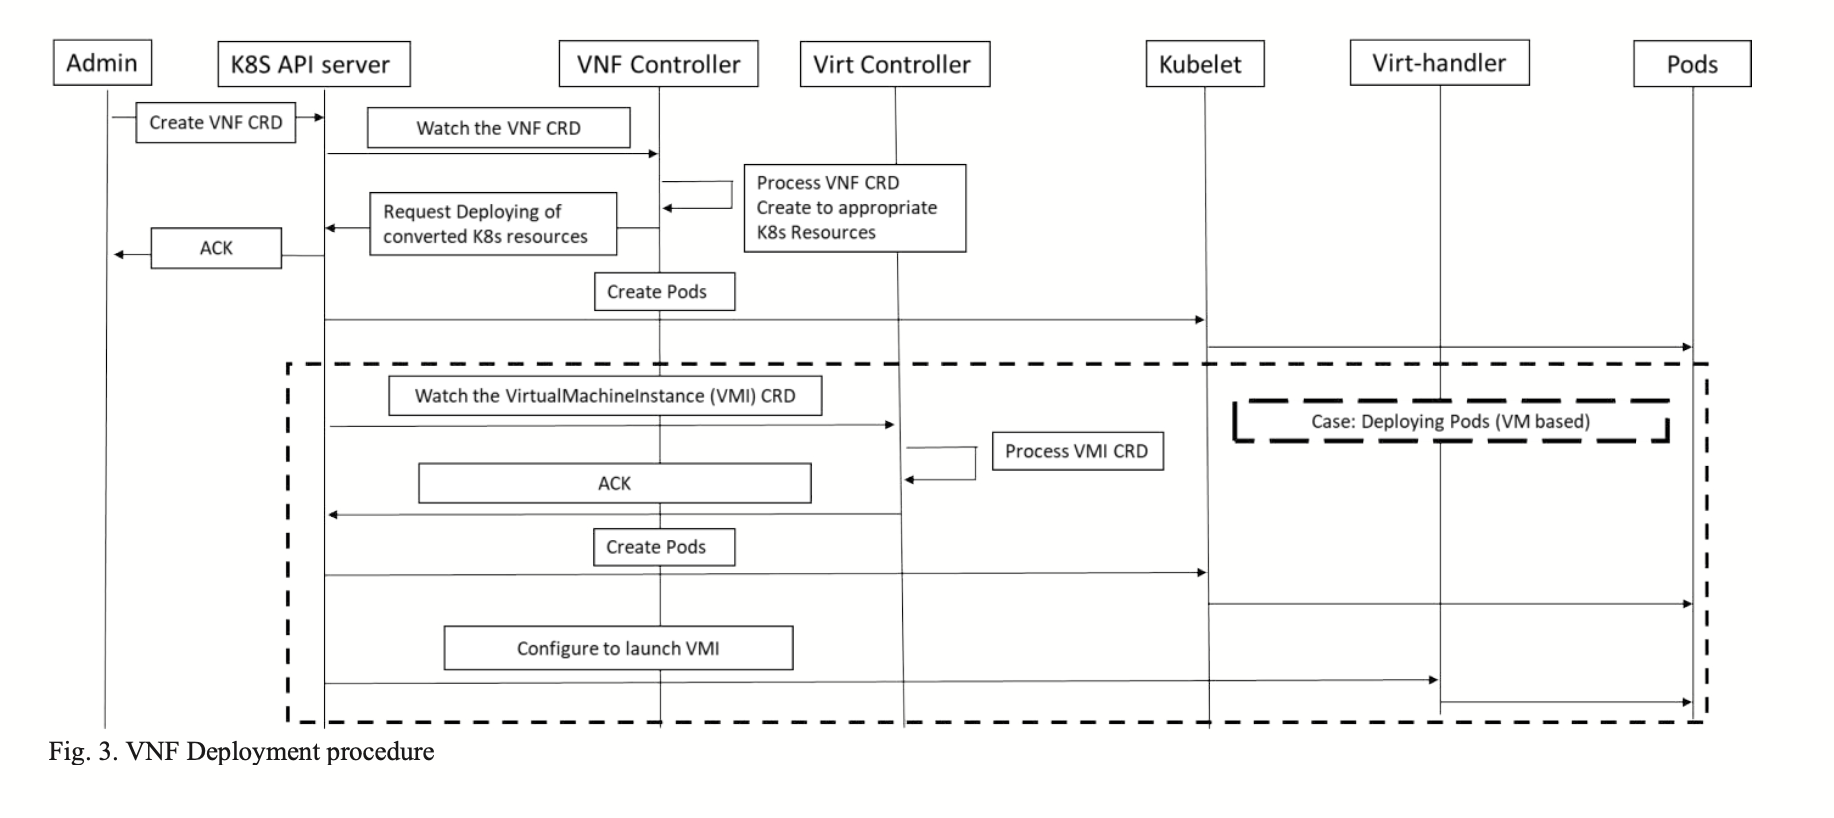 Admin
K8S API server
VNF Controller
Virt Controller
Kubelet
Virt-handler
Pods
Create VNF CRD
Watch the VNF CRD
Process VNF CRD
Create to appropriate
K8s Resources
Request Deploying of
converted K8s resources
ACK
Create Pods
Watch the VirtualMachineInstance (VMI) CRD
Case: Deploying Pods (VM based)
Process VMI CRD
ACK
Create Pods
Configure to launch VMI
Fig. 3. VNF Deployment procedure